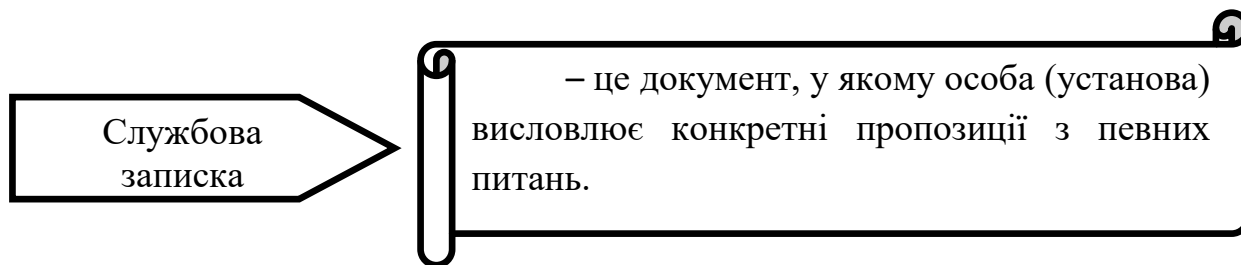 Службова
записка
– це документ, у якому особа (установа)
висловлює конкретні пропозиції з певних
питань.